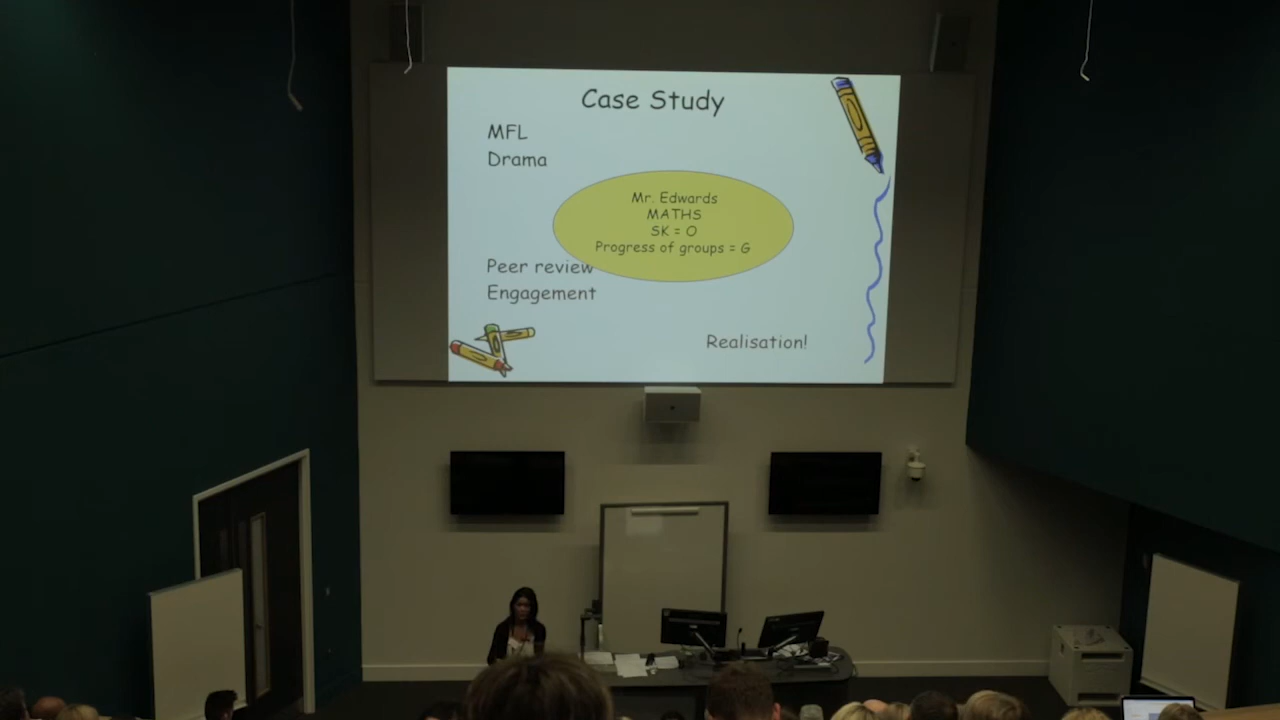 Case Study
MFL
Drama
Mr. Edwards
MATHS
SK = O
Progress of groups = G
Peer review
Engagement
Realisation!